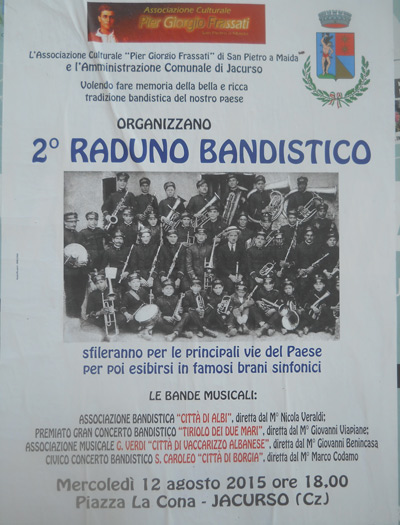 Associazione Culturale
Pier Giorgio Frassati
L'Associazione Culturale "Pier Giorgio Frassati" di San Pietro a Maida
e l'Amministrazione Comunale di Jacurso
Volendo fare memoria della bella e ricca
tradizione bandistica del nostro paese
ORGANIZZANO
2° RADUNO BANDISTICO
sfileranno per le principali vie del Paese
per poi esibirsi in famosi brani sinfonici
LE BANDE MUSICALI:
ASSOCIAZIONE BANDISTICA "CITTÀ DI ALBI", diretta dal M° Nicola Veraldi;
PREMIATO GRAN CONCERTO BANDISTICO "TIRIOLO DEI DUE MARI", diretta dal M° Giovanni Viapiane;
ASSOCIAZIONE MUSICALE G. VERDI "CITTÀ DI VACCARIZZO ALBANESE", diretta dal M° Giovanni Benincasa
CIVICO CONCERTO BANDISTICO S. CAROLEO "CITTÀ DI BORGIA", diretta dal M° Marco Codamo
Mercoledì 12 agosto 2015 ore 18,00
Piazza La Cona - JACURSO (Cz)